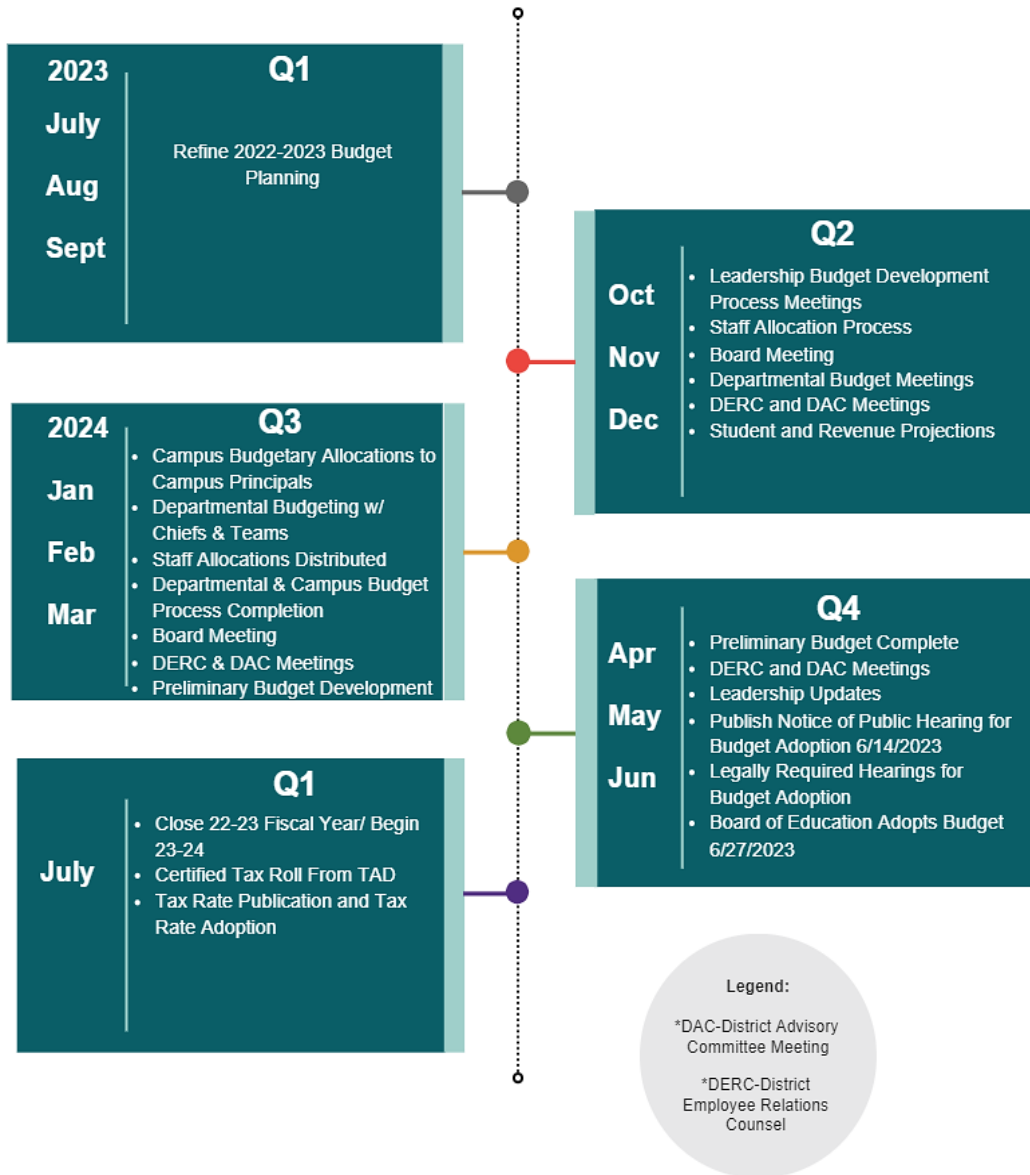 2023
Q1
July
Aug
Sept
Refine 2022-2023 Budget
Planning
Q2
Oct
Nov
Dec
• Leadership Budget Development
Process Meetings
• Staff Allocation Process
• Board Meeting
• Departmental Budget Meetings
• DERC and DAC Meetings
• Student and Revenue Projections
2024
Q3
Jan
Feb
Mar
• Campus Budgetary Allocations to
Campus Principals
• Departmental Budgeting w/
Chiefs & Teams
• Staff Allocations Distributed
• Departmental & Campus Budget
Process Completion
• Board Meeting
• DERC & DAC Meetings
• Preliminary Budget Development
Q4
Apr
May
Jun
• Preliminary Budget Complete
• DERC and DAC Meetings
• Leadership Updates
• Publish Notice of Public Hearing for
Budget Adoption 6/14/2023
• Legally Required Hearings for
Budget Adoption
• Board of Education Adopts Budget
6/27/2023
Q1
July
• Close 22-23 Fiscal Year/ Begin
23-24
• Certified Tax Roll From TAD
• Tax Rate Publication and Tax
Rate Adoption
Legend:
*DAC-District Advisory
Committee Meeting
*DERC-District
Employee Relations
Counsel